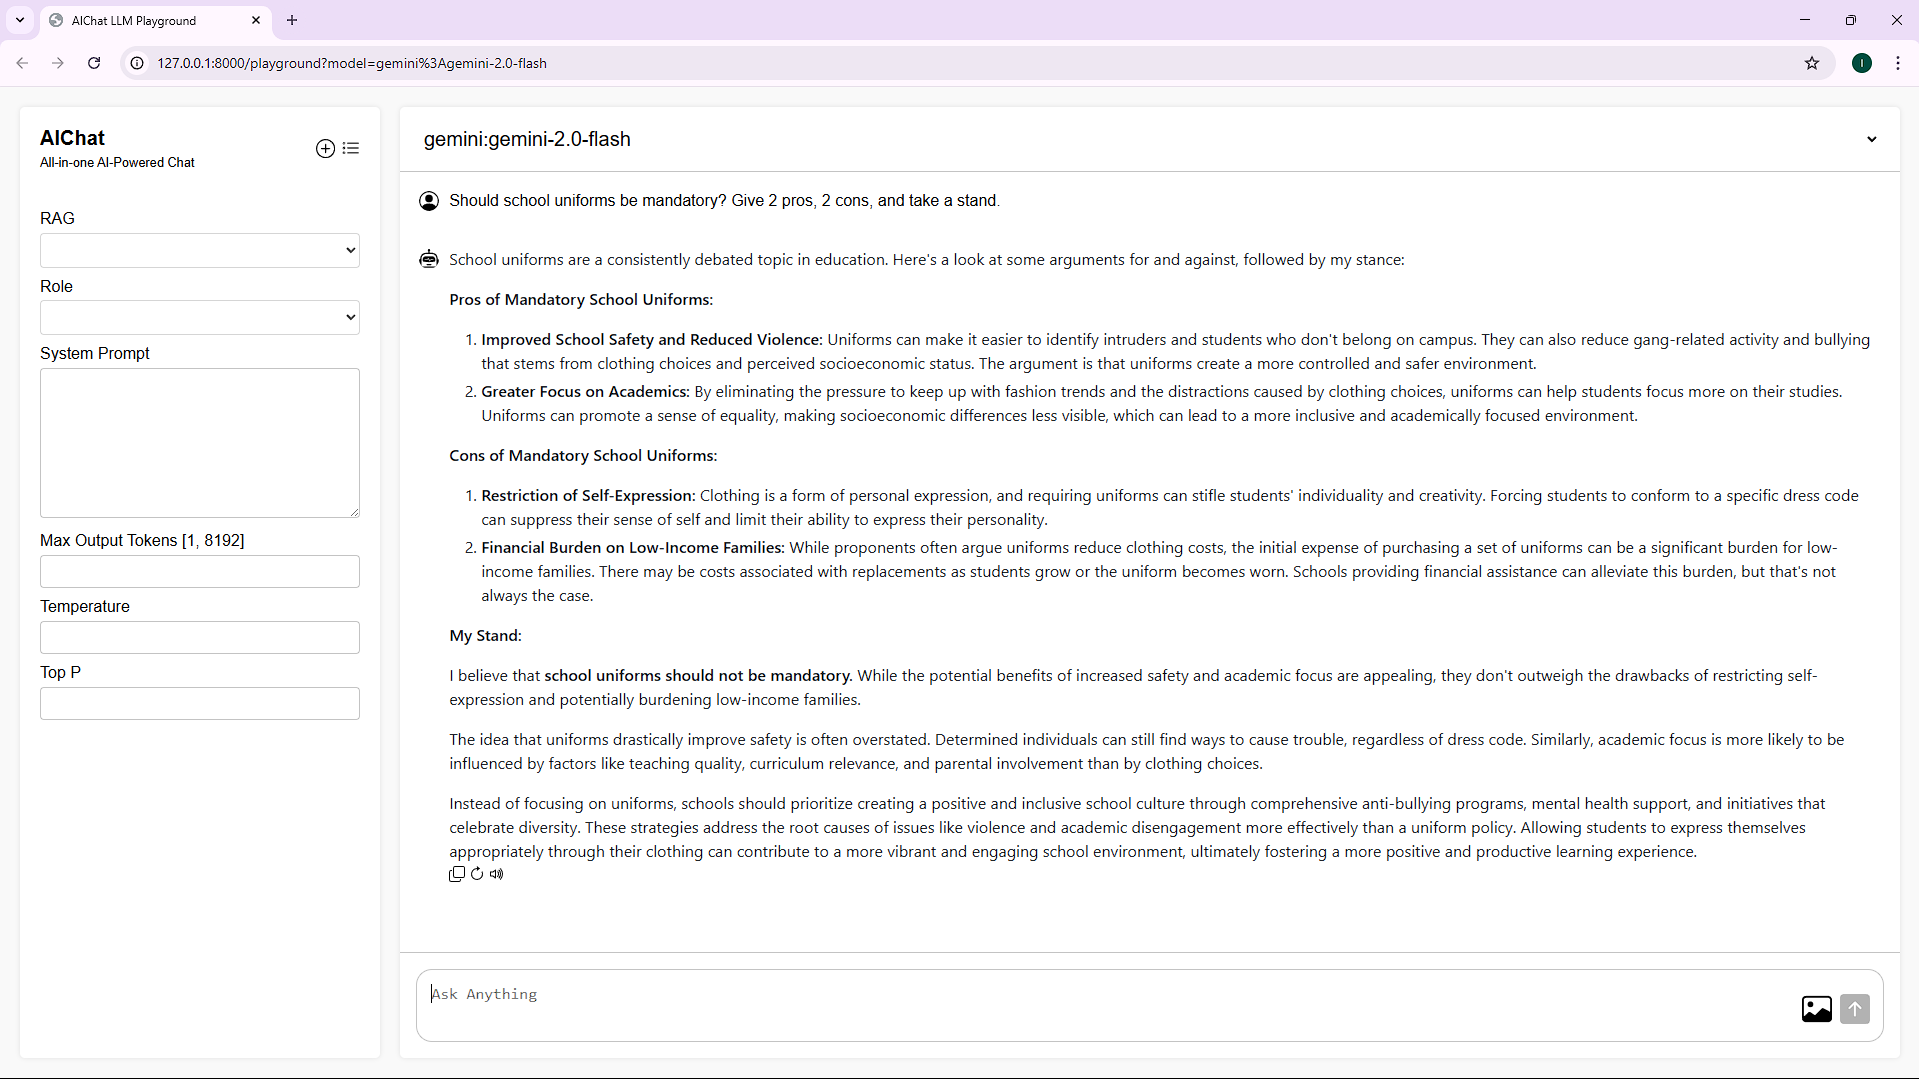 AIChat LLM Playground
127.0.0.1:8000/playground?model=gemini%3Agemini-2.0-flash
I
AIChat
All-in-one AI-Powered Chat
RAG
Role
System Prompt
Max Output Tokens [1, 8192]
Temperature
Top P
gemini:gemini-2.0-flash
Should school uniforms be mandatory? Give 2 pros, 2 cons, and take a stand.
School uniforms are a consistently debated topic in education. Here's a look at some arguments for and against, followed by my stance:
Pros of Mandatory School Uniforms:
1. Improved School Safety and Reduced Violence: Uniforms can make it easier to identify intruders and students who don't belong on campus. They can also reduce gang-related activity and bullying
that stems from clothing choices and perceived socioeconomic status. The argument is that uniforms create a more controlled and safer environment.
2. Greater Focus on Academics: By eliminating the pressure to keep up with fashion trends and the distractions caused by clothing choices, uniforms can help students focus more on their studies.
Uniforms can promote a sense of equality, making socioeconomic differences less visible, which can lead to a more inclusive and academically focused environment.
Cons of Mandatory School Uniforms:
1. Restriction of Self-Expression: Clothing is a form of personal expression, and requiring uniforms can stifle students' individuality and creativity. Forcing students to conform to a specific dress code
can suppress their sense of self and limit their ability to express their personality.
2. Financial Burden on Low-Income Families: While proponents often argue uniforms reduce clothing costs, the initial expense of purchasing a set of uniforms can be a significant burden for low-
income families. There may be costs associated with replacements as students grow or the uniform becomes worn. Schools providing financial assistance can alleviate this burden, but that's not
always the case.
My Stand:
I believe that school uniforms should not be mandatory. While the potential benefits of increased safety and academic focus are appealing, they don't outweigh the drawbacks of restricting self-
expression and potentially burdening low-income families.
The idea that uniforms drastically improve safety is often overstated. Determined individuals can still find ways to cause trouble, regardless of dress code. Similarly, academic focus is more likely to be
influenced by factors like teaching quality, curriculum relevance, and parental involvement than by clothing choices.
Instead of focusing on uniforms, schools should prioritize creating a positive and inclusive school culture through comprehensive anti-bullying programs, mental health support, and initiatives that
celebrate diversity. These strategies address the root causes of issues like violence and academic disengagement more effectively than a uniform policy. Allowing students to express themselves
appropriately through their clothing can contribute to a more vibrant and engaging school environment, ultimately fostering a more positive and productive learning experience.
Ask Anything